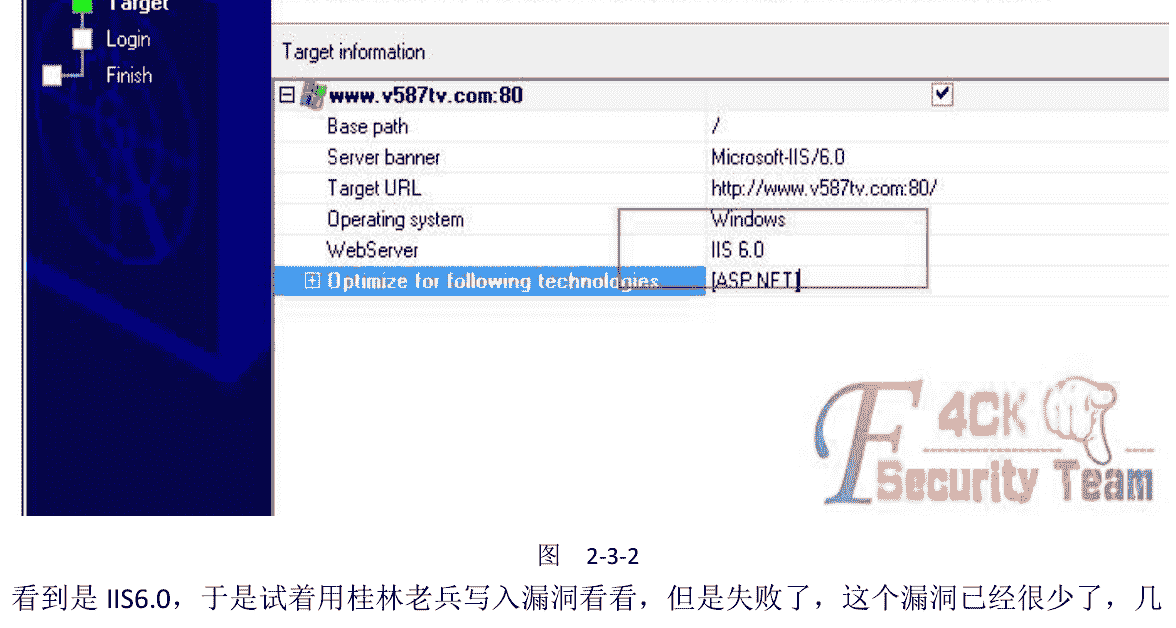 Target
Login
Finish
Target information
www.v587tv.com:80
Base path /
Server banner Microsoft-IIS/6.0
Target URL http://www.v587tv.com:80/
Operating system Windows
WebServer IIS 6.0
Optimize for following technologies [ASP.NET]
F4CK
Security Team
图 2-3-2
看到是 IIS6.0，于是试着用桂林老兵写入漏洞看看，但是失败了，这个漏洞已经很少了，几